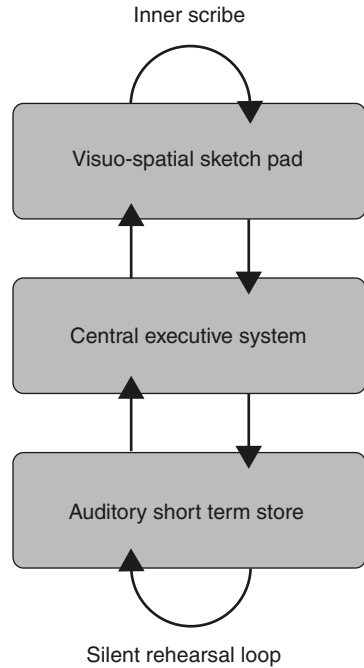 Inner scribe
Visuo-spatial sketch pad
Central executive system
Auditory short term store
Silent rehearsal loop